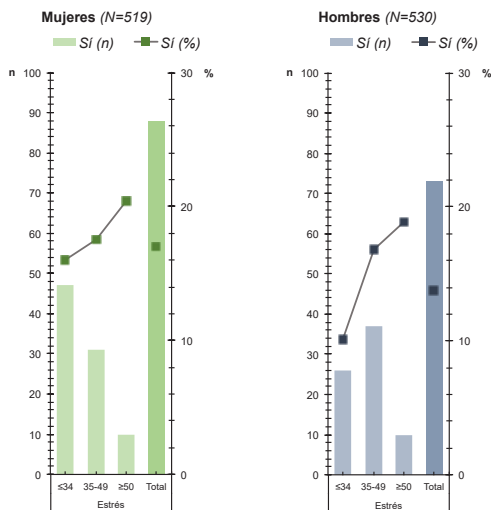 Mujeres (N=519)
Sí (n) Sí (%)
n 100 30 %
90
80
70
20
60
50
40
10
30
20
10
0 0
≤34 35-49 ≥50 Total
Estrés
Hombres (N=530)
Sí (n) Sí (%)
n 100 30 %
90
80
70
20
60
50
40
10
30
20
10
0 0
≤34 35-49 ≥50 Total
Estrés